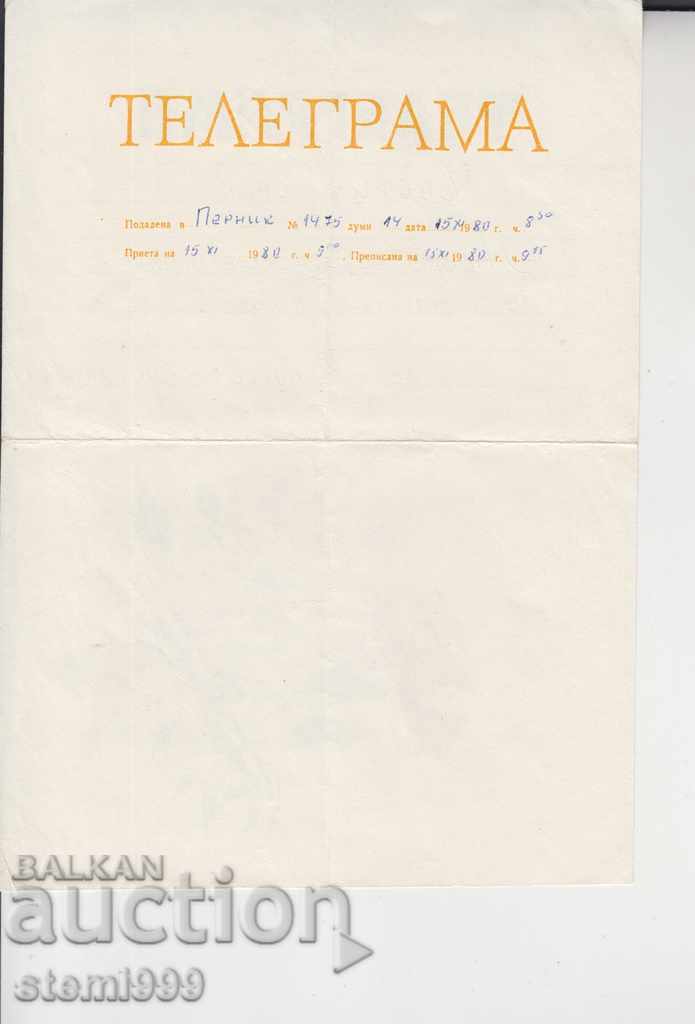 ТЕЛЕГРАМА
Подадена в Перник № 1475 думи 14 дата 15 XI 1980 г. ч. 8³⁰
Приета на 15 XI 1980 г. ч 9¹⁰. Преписана на 15 XI 1980 г. ч. 9¹⁵
BALKAN
auction
stemi999